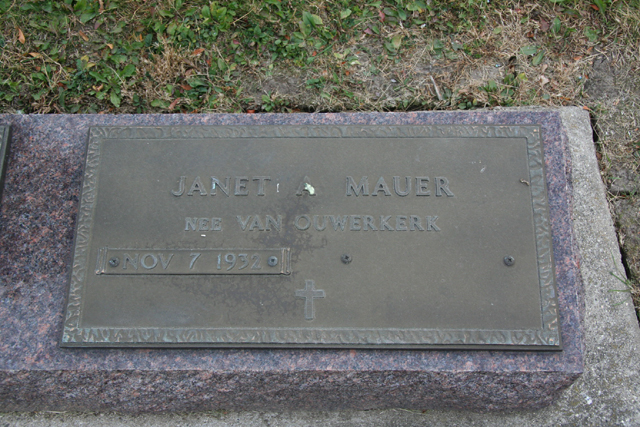 JANET A MAUER
NEE VAN OUWERKERK
NOV 7 1932